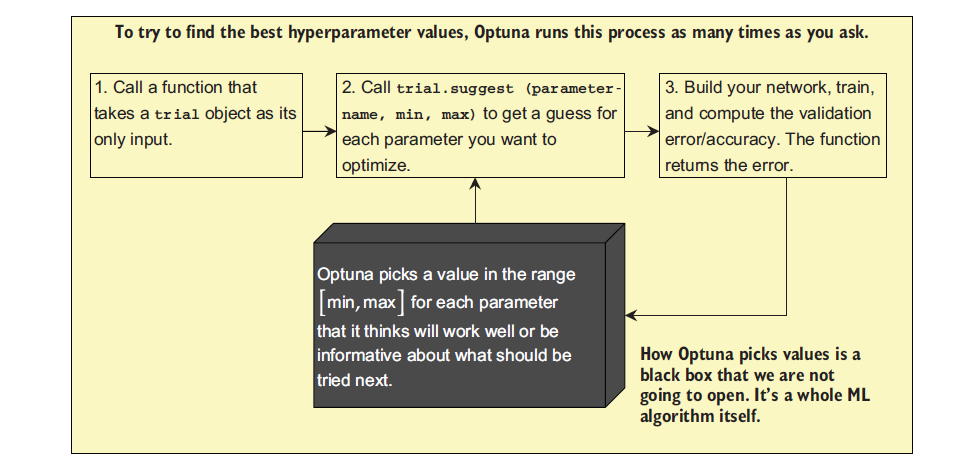 To try to find the best hyperparameter values, Optuna runs this process as many times as you ask.
1. Call a function that
takes a trial object as its
only input.
2. Call trial.suggest (parameter-
name, min, max) to get a guess for
each parameter you want to
optimize.
3. Build your network, train,
and compute the validation
error/accuracy. The function
returns the error.
Optuna picks a value in the range
[min, max] for each parameter
that it thinks will work well or be
informative about what should be
tried next.
How Optuna picks values is a
black box that we are not
going to open. It's a whole ML
algorithm itself.